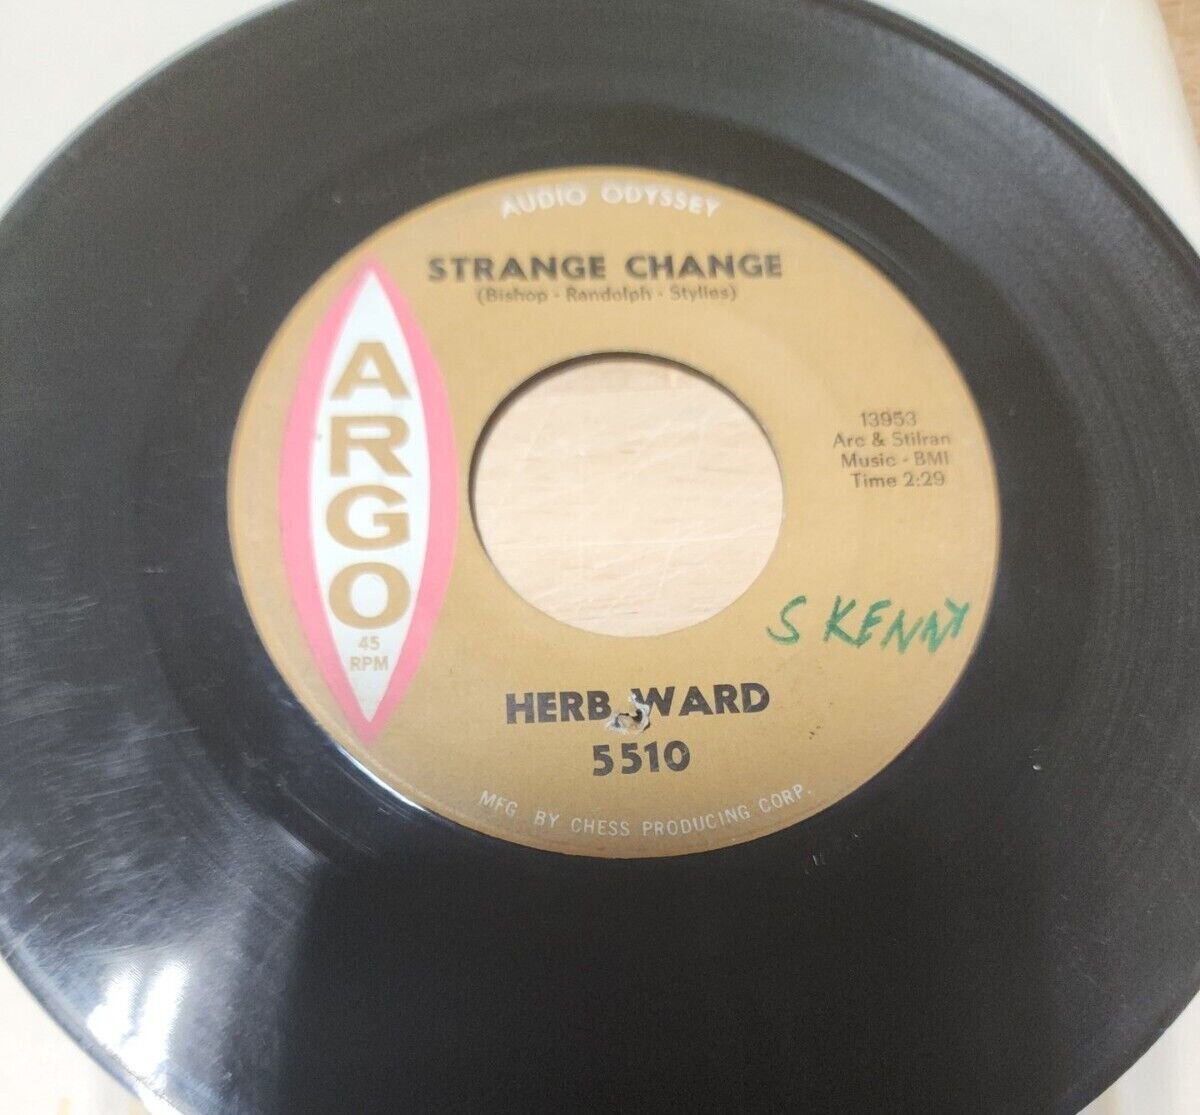 AUDIO ODYSSEY
STRANGE CHANGE
(Bishop - Randolph - Stylles)
ARGO
45
RPM
13953
Arc & Stilran
Music - BMI
Time 2:29
S KENNY
HERB WARD
5510
MFG. BY CHESS PRODUCING CORP.